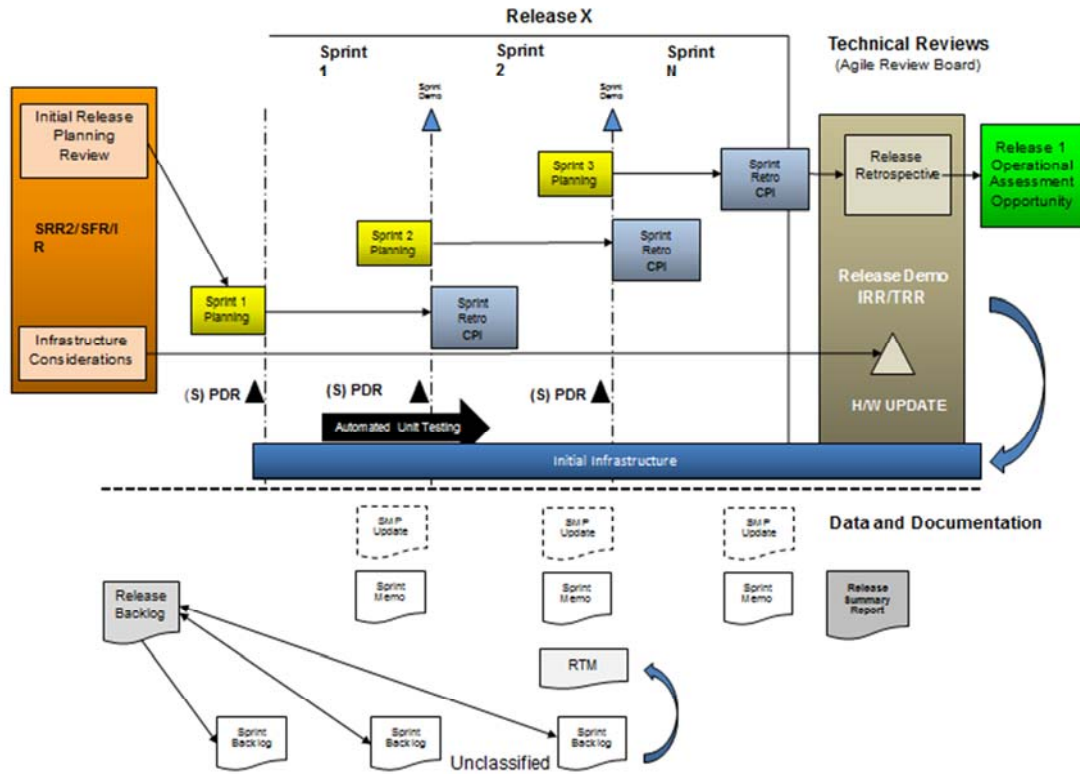 Release X
Sprint
1
Sprint
2
Sprint
N
Technical Reviews
(Agile Review Board)
Sprint
Demo
Sprint
Demo
Initial Release
Planning
Review
SRR2/SFR/I
R
Infrastructure
Considerations
Sprint 1
Planning
Sprint 2
Planning
Sprint 3
Planning
Sprint
Retro
CPI
Sprint
Retro
CPI
Sprint
Retro
CPI
Release
Retrospective
Release Demo
IRR/TRR
H/W UPDATE
Release 1
Operational
Assessment
Opportunity
(S) PDR
(S) PDR
(S) PDR
Automated Unit Testing
Initial Infrastructure
Data and Documentation
SMP
Update
SMP
Update
SMP
Update
Sprint
Memo
Sprint
Memo
Sprint
Memo
Release
Summary
Report
Release
Backlog
RTM
Sprint
Backlog
Sprint
Backlog
Sprint
Backlog
Unclassified